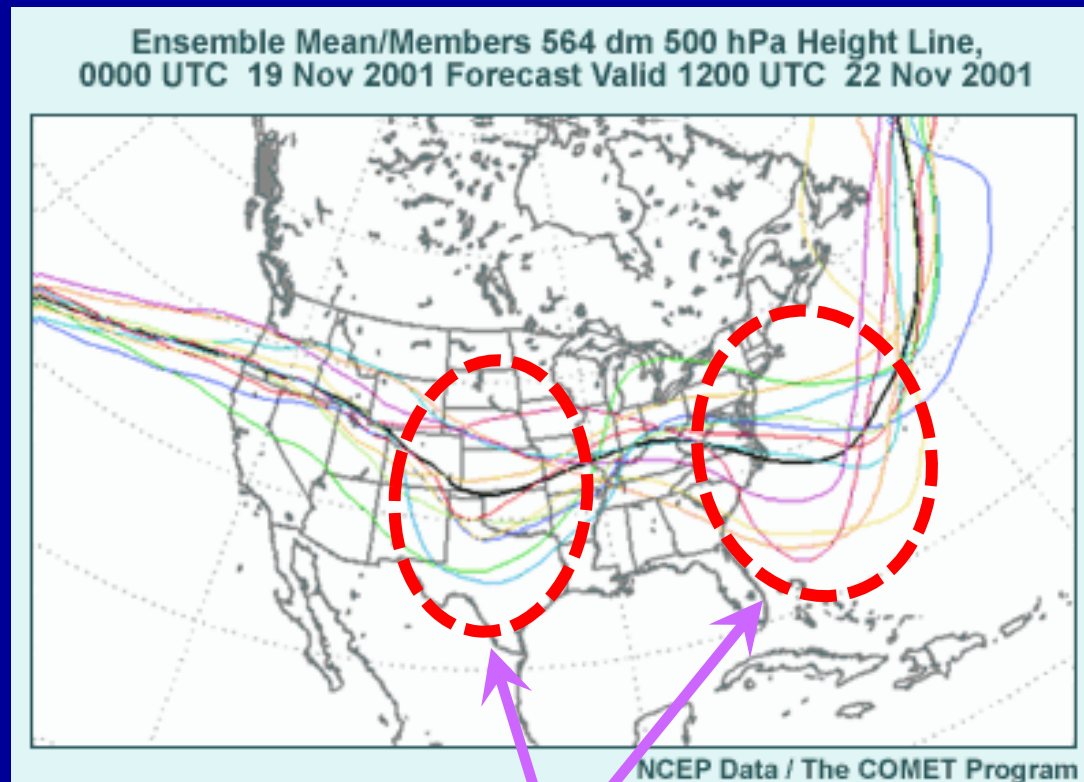 Ensemble Mean/Members 564 dm 500 hPa Height Line,
0000 UTC 19 Nov 2001 Forecast Valid 1200 UTC 22 Nov 2001
NCEP Data / The COMET Program